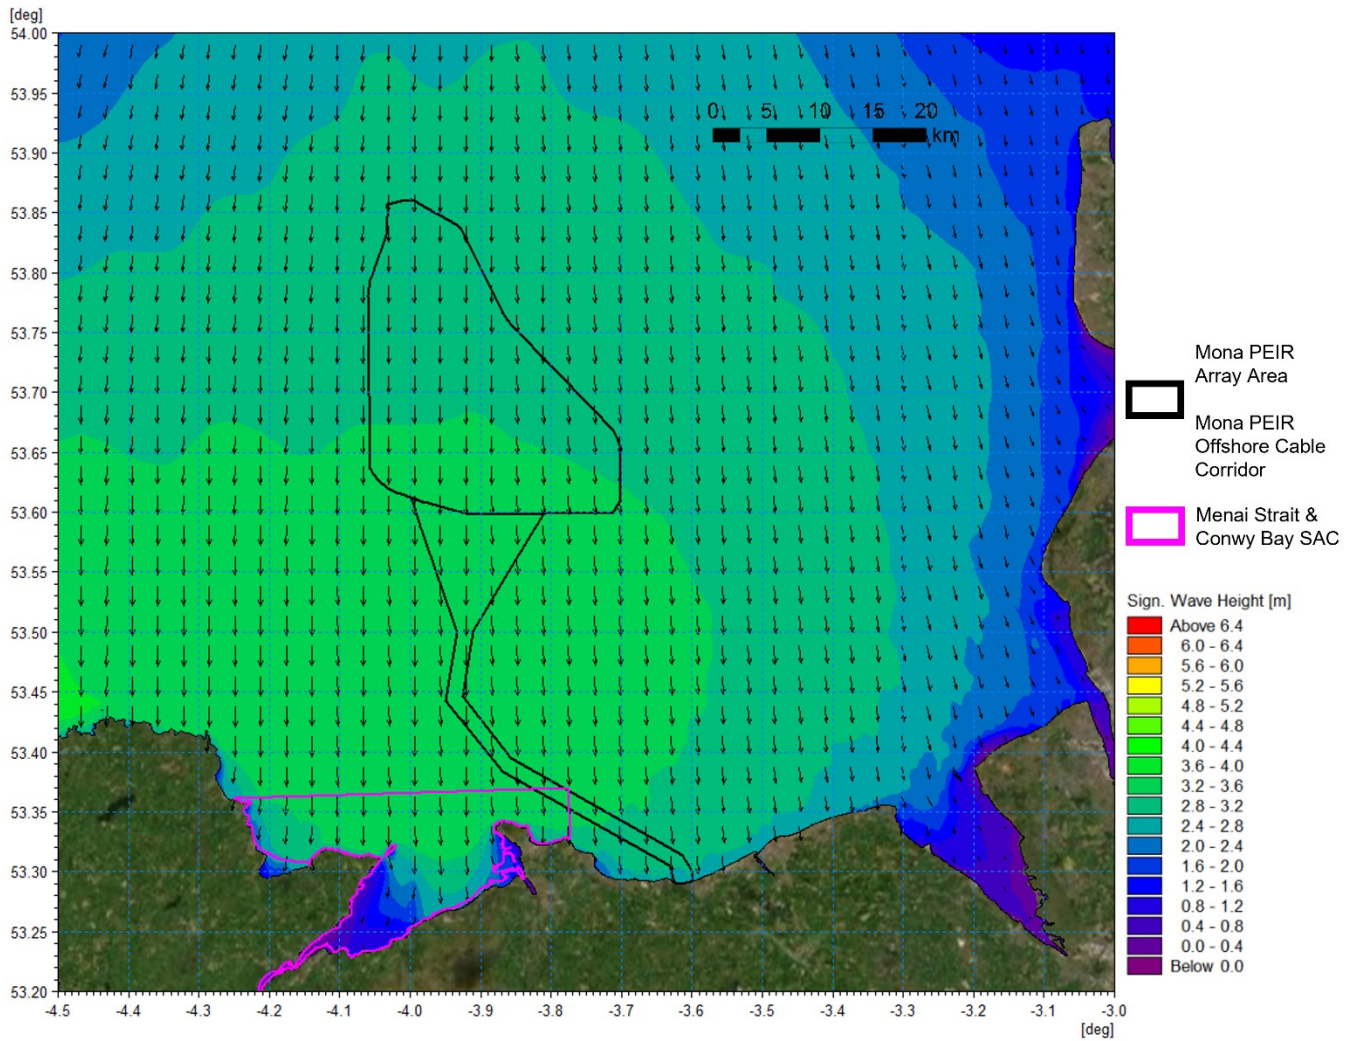 [deg]
54.00
53.95
53.90
53.85
53.80
53.75
53.70
53.65
53.60
53.55
53.50
53.45
53.40
53.35
53.30
53.25
53.20
-4.5 -4.4 -4.3 -4.2 -4.1 -4.0 -3.9 -3.8 -3.7 -3.6 -3.5 -3.4 -3.3 -3.2 -3.1 -3.0
[deg]
0 5 10 15 20
km
Mona PEIR
Array Area
Mona PEIR
Offshore Cable
Corridor
Menai Strait &
Conwy Bay SAC
Sign. Wave Height [m]
Above 6.4
6.0 - 6.4
5.6 - 6.0
5.2 - 5.6
4.8 - 5.2
4.4 - 4.8
4.0 - 4.4
3.6 - 4.0
3.2 - 3.6
2.8 - 3.2
2.4 - 2.8
2.0 - 2.4
1.6 - 2.0
1.2 - 1.6
0.8 - 1.2
0.4 - 0.8
0.0 - 0.4
Below 0.0